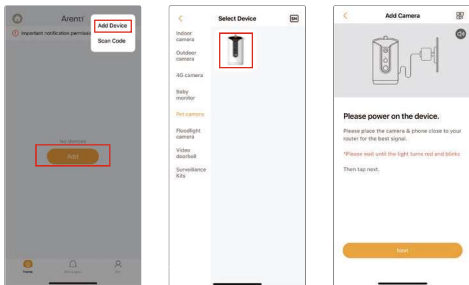 Arenti
Add Device
Scan Code
Important notification permiss
No devices
Add
Home
Messages
Select Device
SN
Indoor
camera
Outdoor
camera
4G camera
Baby
monitor
Pet camera
Floodlight
camera
Video
doorbell
Surveillance
Kits
Add Camera
Please power on the device.
Please place the camera & phone close to your
router for the best signal.
*Please wait until the light turns red and blinks
Then tap next.
Next